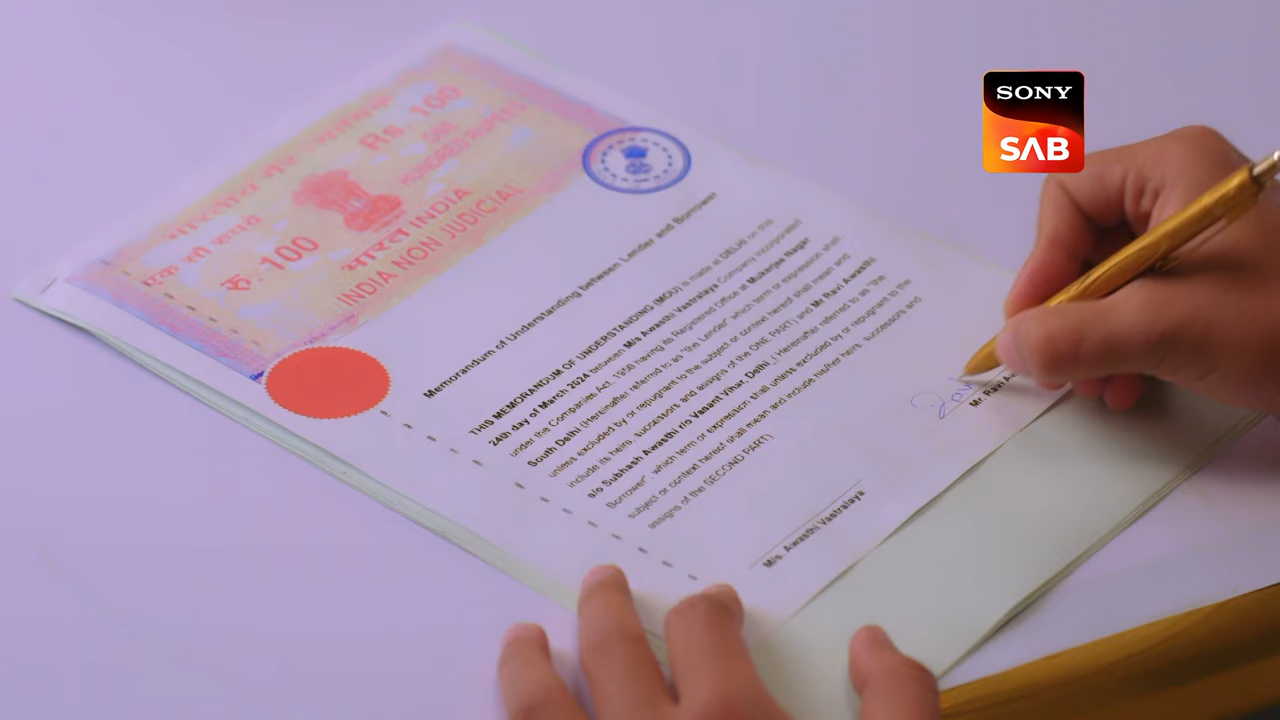 SONY
SAB
Rs. 100
ONE
HUNDRED RUPEES
रु. 100
भारत INDIA
INDIA NON JUDICIAL
Memorandum of Understanding between Lender and Borrower
THIS MEMORANDUM OF UNDERSTANDING (MOU) is made at DELHI on this
24th day of March 2024 between M/s Awasthi Vastralaya Company incorporated
under the Companies Act, 1956 having its Registered Office at Mukerjee Nagar
South Delhi (Hereinafter referred to as "the Lender" which term or expression shall
unless excluded by or repugnant to the subject or context hereof shall mean and
include its heirs, successors and assigns of the ONE PART) and Mr Ravi Awasthi
s/o Subhash Awasthi r/o Vasant Vihar, Delhi_( Hereinafter referred to as "the
Borrower", which term or expression shall unless excluded by or repugnant to the
subject or context hereof shall mean and include his/her heirs, successors and
assigns of the SECOND PART)
Mr. Ravi
M/s. Awasthi Vastralaya